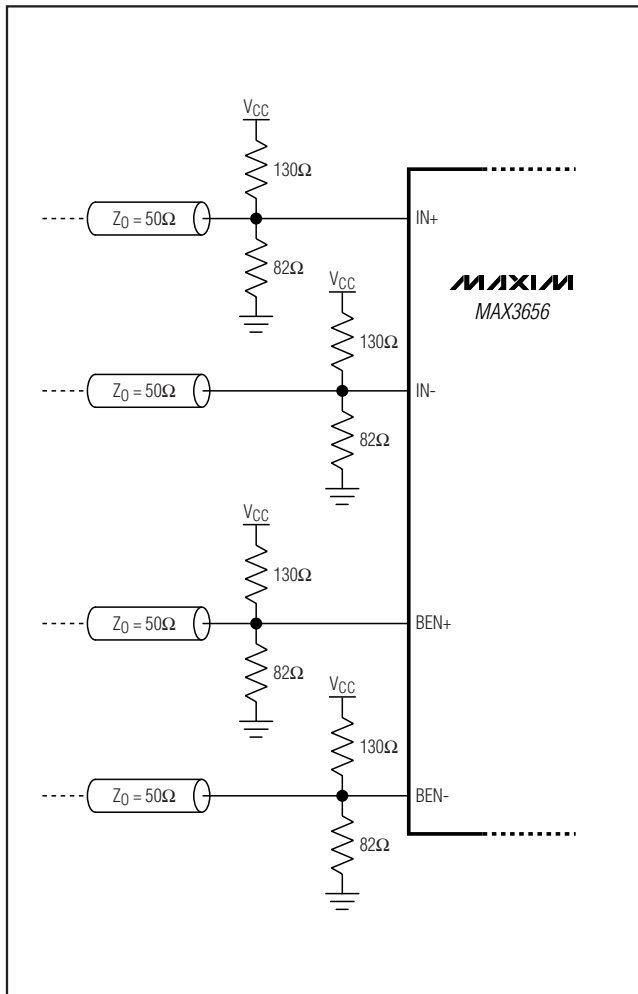 VCC
130Ω
Z0 = 50Ω
IN+
82Ω
MAXIM
MAX3656
VCC
130Ω
Z0 = 50Ω
IN-
82Ω
VCC
130Ω
Z0 = 50Ω
BEN+
82Ω
VCC
130Ω
Z0 = 50Ω
BEN-
82Ω